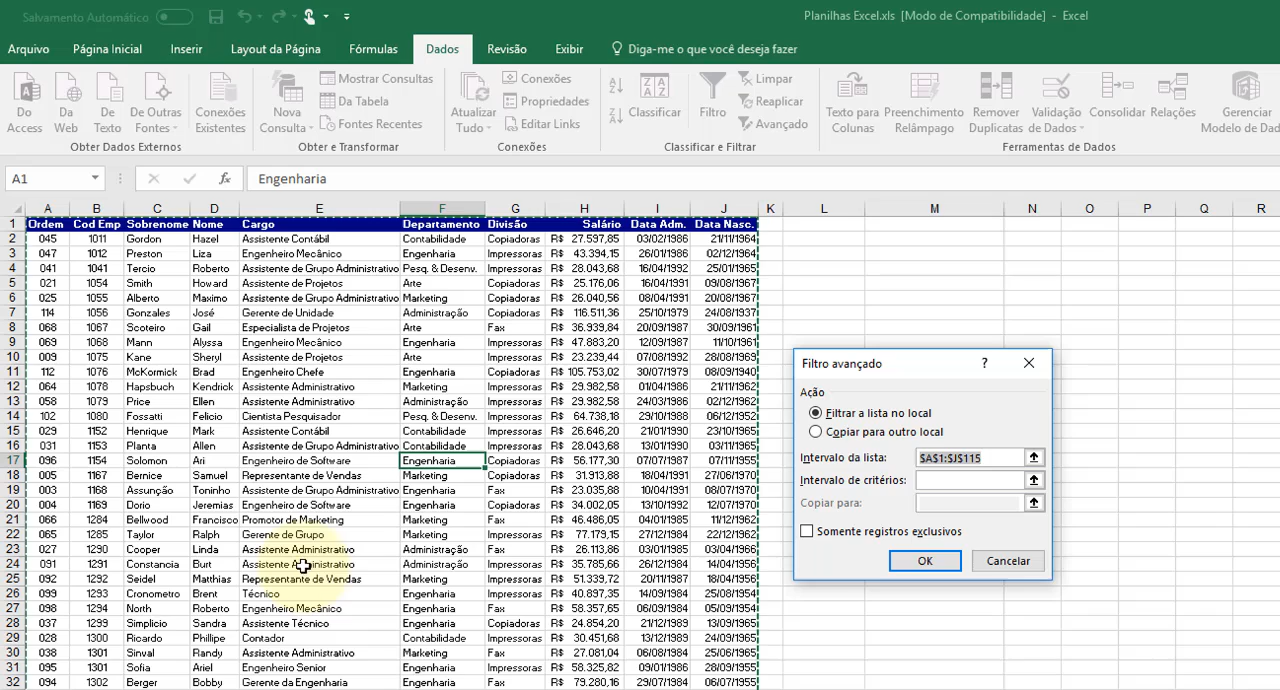 Salvamento Automático
Planilhas Excel.xls [Modo de Compatibilidade] - Excel
Arquivo Página Inicial Inserir Layout da Página Fórmulas Dados Revisão Exibir Diga-me o que você deseja fazer
Do Access
Da Web
De Texto
De Outras Fontes
Conexões Existentes
Obter Dados Externos
Nova Consulta
Mostrar Consultas
Da Tabela
Fontes Recentes
Obter e Transformar
Atualizar Tudo
Conexões
Propriedades
Editar Links
Conexões
Classificar
Filtro
Limpar
Reaplicar
Avançado
Classificar e Filtrar
Texto para Colunas
Preenchimento Relâmpago
Remover Duplicatas
Validação de Dados
Consolidar
Relações
Gerenciar Modelo de Da
Ferramentas de Dados
A1 fx Engenharia
A B C D E F G H I J K L M N O P Q R
1 Ordem Cod Emp Sobrenome Nome Cargo Departamento Divisão Salário Data Adm. Data Nasc.
2 045 1011 Gordon Hazel Assistente Contábil Contabilidade Copiadoras R$ 27.597,85 03/02/1986 21/11/1964
3 047 1012 Preston Liza Engenheiro Mecânico Engenharia Impressoras R$ 43.394,15 26/01/1986 02/12/1964
4 041 1041 Tercio Roberto Assistente de Grupo Administrativo Pesq. & Desenv. Impressoras R$ 28.043,68 16/04/1992 25/01/1965
5 021 1054 Smith Howard Assistente de Projetos Arte Copiadoras R$ 25.176,06 16/04/1991 09/08/1967
6 025 1055 Alberto Maximo Assistente de Grupo Administrativo Marketing Copiadoras R$ 26.040,56 08/04/1991 20/08/1967
7 114 1056 Gonzales José Gerente de Unidade Administração Copiadoras R$ 116.511,36 25/10/1979 24/08/1937
8 068 1067 Scoteiro Gail Especialista de Projetos Arte Fax R$ 36.939,84 20/09/1987 30/09/1961
9 069 1068 Mann Alyssa Engenheiro Mecânico Engenharia Impressoras R$ 47.883,20 12/09/1987 11/10/1961
10 009 1075 Kane Sheryl Assistente de Projetos Arte Copiadoras R$ 23.239,44 07/08/1992 28/08/1969
11 112 1076 McKormick Brad Engenheiro Chefe Engenharia Impressoras R$ 105.753,02 30/07/1979 08/09/1940
12 064 1078 Hapsbuch Kendrick Assistente Administrativo Marketing Impressoras R$ 29.982,58 01/04/1986 21/11/1962
13 058 1079 Price Ellen Assistente Administrativo Marketing Copiadoras R$ 29.982,58 24/03/1986 02/12/1962
14 102 1080 Fossatti Felicio Cientista Pesquisador Pesq. & Desenv. Copiadoras R$ 64.738,18 29/10/1988 06/12/1952
15 029 1152 Henrique Mark Assistente Contábil Contabilidade Impressoras R$ 26.646,20 21/01/1990 23/10/1965
16 031 1153 Planta Allen Assistente de Grupo Administrativo Contabilidade Impressoras R$ 28.043,68 13/01/1990 03/11/1965
17 096 1154 Solomon Ari Engenheiro de Software Engenharia Copiadoras R$ 56.177,30 07/07/1987 07/11/1955
18 005 1167 Bernice Samuel Representante de Vendas Marketing Copiadoras R$ 31.913,88 18/04/1991 27/06/1970
19 003 1168 Assunção Toninho Assistente de Grupo Administrativo Engenharia Fax R$ 23.035,88 10/04/1991 08/07/1970
20 004 1169 Dorio Jeremias Engenheiro de Software Engenharia Copiadoras R$ 34.002,05 13/10/1992 12/07/1970
21 066 1284 Bellwood Francisco Promotor de Marketing Marketing Fax R$ 46.486,05 04/01/1985 11/12/1962
22 065 1285 Taylor Ralph Gerente de Grupo Marketing Impressoras R$ 77.179,15 27/12/1984 22/12/1962
23 027 1290 Cooper Linda Assistente Administrativo Administração Fax R$ 26.113,86 03/01/1985 03/04/1966
24 091 1291 Constancia Burt Assistente Administrativo Administração Impressoras R$ 35.785,66 26/12/1984 14/04/1956
25 092 1292 Seidel Matthias Representante de Vendas Marketing Impressoras R$ 51.339,72 20/11/1987 18/04/1956
26 099 1293 Cronometro Brent Técnico Engenharia Impressoras R$ 40.897,35 14/09/1984 25/08/1954
27 098 1294 North Roberto Engenheiro Mecânico Engenharia Fax R$ 58.357,65 06/09/1984 05/09/1954
28 037 1299 Simplicio Sandra Assistente Técnico Engenharia Copiadoras R$ 24.854,20 21/12/1989 13/09/1965
29 028 1300 Ricardo Phillipe Contador Contabilidade Impressoras R$ 30.451,68 13/12/1989 24/09/1965
30 038 1301 Sinval Randy Assistente Administrativo Marketing Fax R$ 27.081,04 06/08/1984 25/06/1965
31 095 1301 Sofia Ariel Engenheiro Senior Engenharia Impressoras R$ 58.325,82 09/01/1986 28/09/1955
32 094 1302 Berger Bobby Gerente da Engenharia Engenharia Fax R$ 79.280,16 29/07/1984 06/07/1955
Filtro avançado ?
Ação
Filtrar a lista no local
Copiar para outro local
Intervalo da lista: $A$1:$J$115
Intervalo de critérios:
Copiar para:
Somente registros exclusivos
OK Cancelar